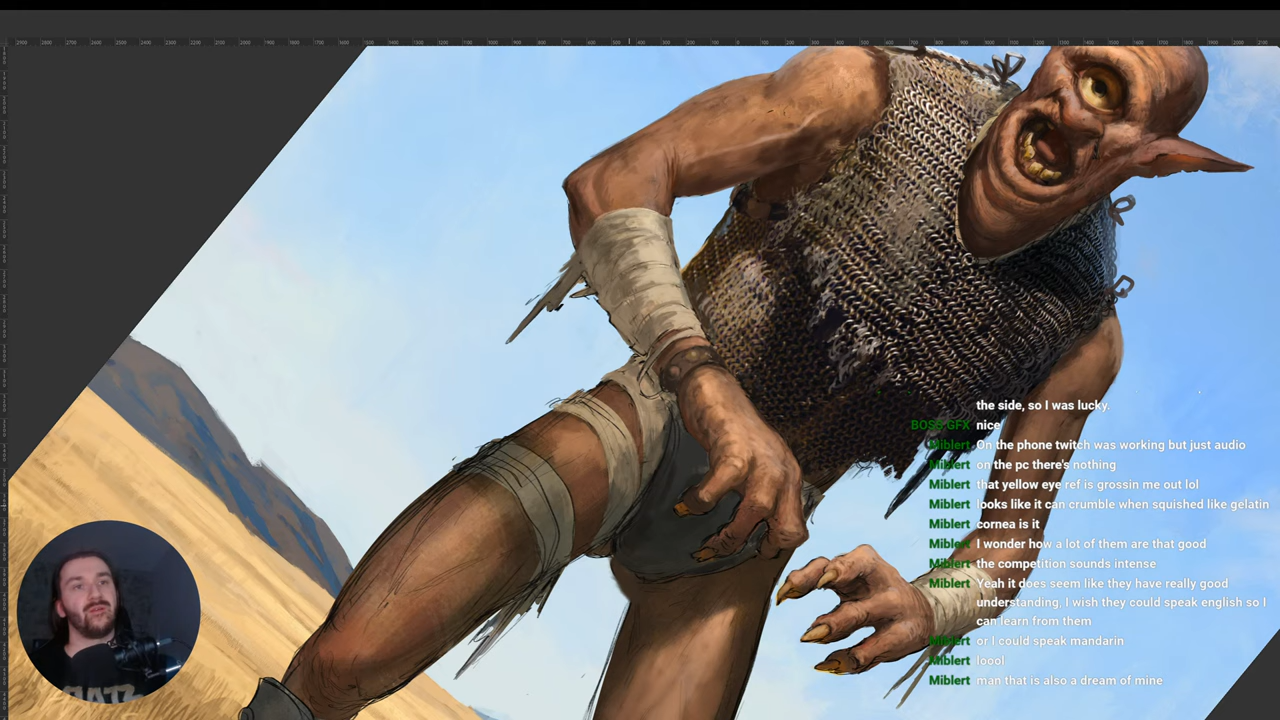 the side, so I was lucky.
BOSS GFX nice
Miblert On the phone twitch was working but just audio
Miblert on the pc there's nothing
Miblert that yellow eye ref is grossin me out lol
Miblert looks like it can crumble when squished like gelatin
Miblert cornea is it
Miblert I wonder how a lot of them are that good
Miblert the competition sounds intense
Miblert Yeah it does seem like they have really good
understanding, I wish they could speak english so I
can learn from them
Miblert or I could speak mandarin
Miblert loool
Miblert man that is also a dream of mine